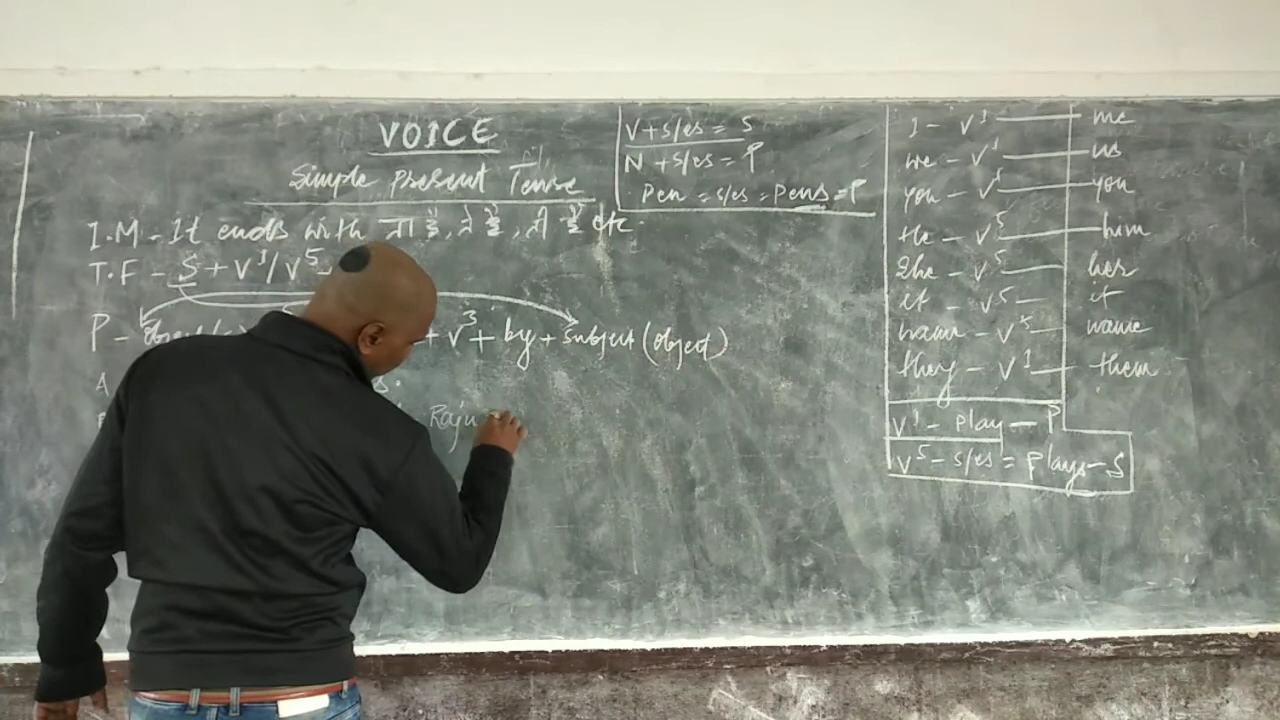 VOICE
Simple Present Tense
I.M - It ends with ता है, ते हैं, ती है etc.
T.F - S + V¹/V⁵
P - + V³ + by + Subject (object)
A
Raju
V + s/es = S
N + s/es = P
Pen = s/es = Pens = P
I - V¹ me
we - V¹ us
you - V¹ you
He - V⁵ him
She - V⁵ her
it - V⁵ it
name - V⁵ name
they - V¹ them
V¹ - Play - P
V⁵ - s/es = Plays - S